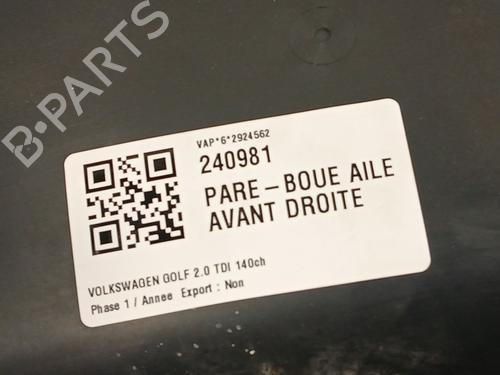 B-PARTS
VAP*6*2924562
240981
PARE-BOUE AILE
AVANT DROITE
VOLKSWAGEN GOLF 2.0 TDI 140ch
Phase 1 / Annee Export : Non